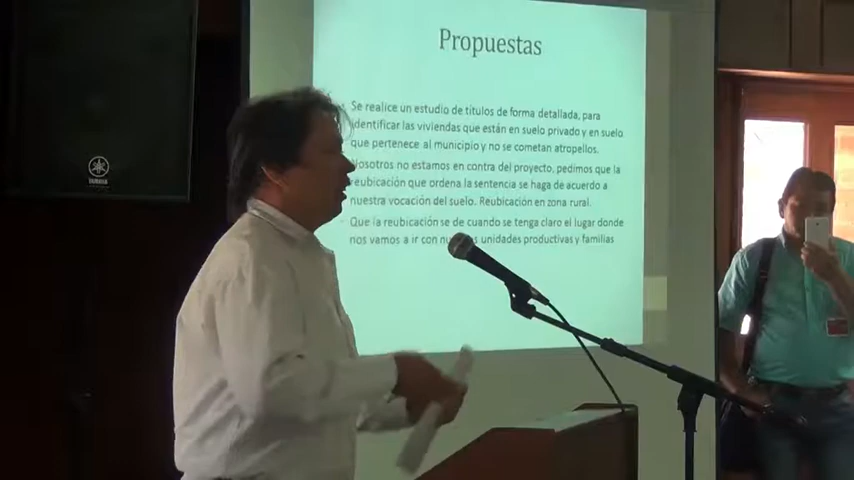 Propuestas
Se realice un estudio de títulos de forma detallada, para
identificar las viviendas que están en suelo privado y en suelo
que pertenece al municipio y no se cometan atropellos.
Nosotros no estamos en contra del proyecto, pedimos que la
reubicación que ordena la sentencia se haga de acuerdo a
nuestra vocación del suelo. Reubicación en zona rural.
Que la reubicación se de cuando se tenga claro el lugar donde
nos vamos a ir con unidades productivas y familias
YAMAHA